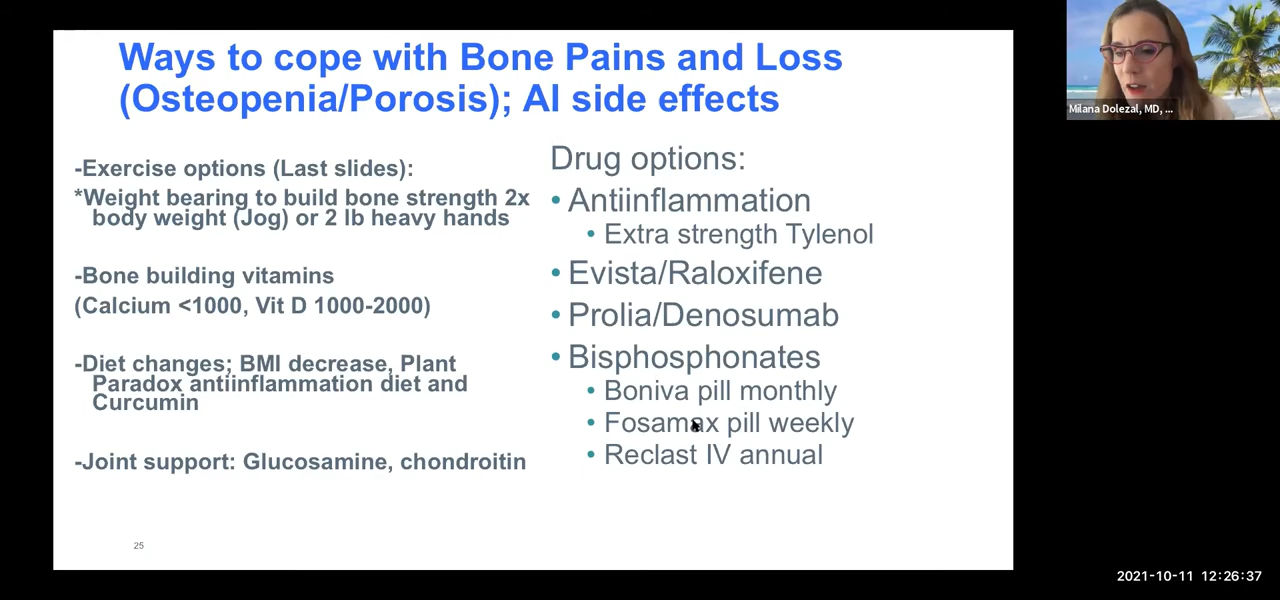 Ways to cope with Bone Pains and Loss
(Osteopenia/Porosis); AI side effects
-Exercise options (Last slides):
*Weight bearing to build bone strength 2x
body weight (Jog) or 2 lb heavy hands
-Bone building vitamins
(Calcium <1000, Vit D 1000-2000)
-Diet changes; BMI decrease, Plant
Paradox antiinflammation diet and
Curcumin
-Joint support: Glucosamine, chondroitin
Drug options:
• Antiinflammation
• Extra strength Tylenol
• Evista/Raloxifene
• Prolia/Denosumab
• Bisphosphonates
• Boniva pill monthly
• Fosamax pill weekly
• Reclast IV annual
25
Milana Dolezal, MD, ...
2021-10-11 12:26:37